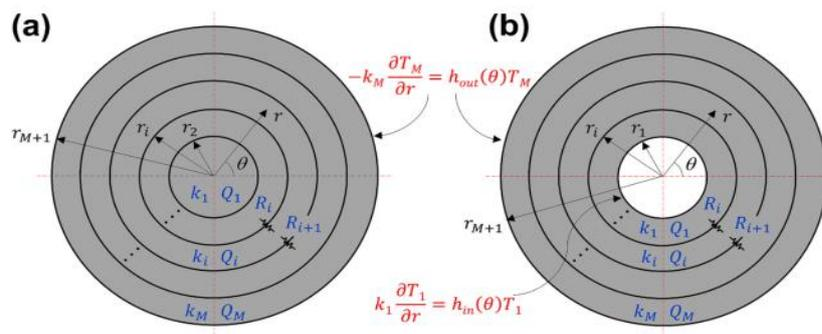 (a)
−k_M ∂T_M/∂r = h_out(θ)T_M
r_{M+1}
r_i
r_2
r
θ
k_1 Q_1
R_i
R_{i+1}
k_i Q_i
k_M Q_M
(b)
r_i
r_1
r
θ
r_{M+1}
k_1 Q_1
R_i
R_{i+1}
k_i Q_i
k_M Q_M
k_1 ∂T_1/∂r = h_in(θ)T_1